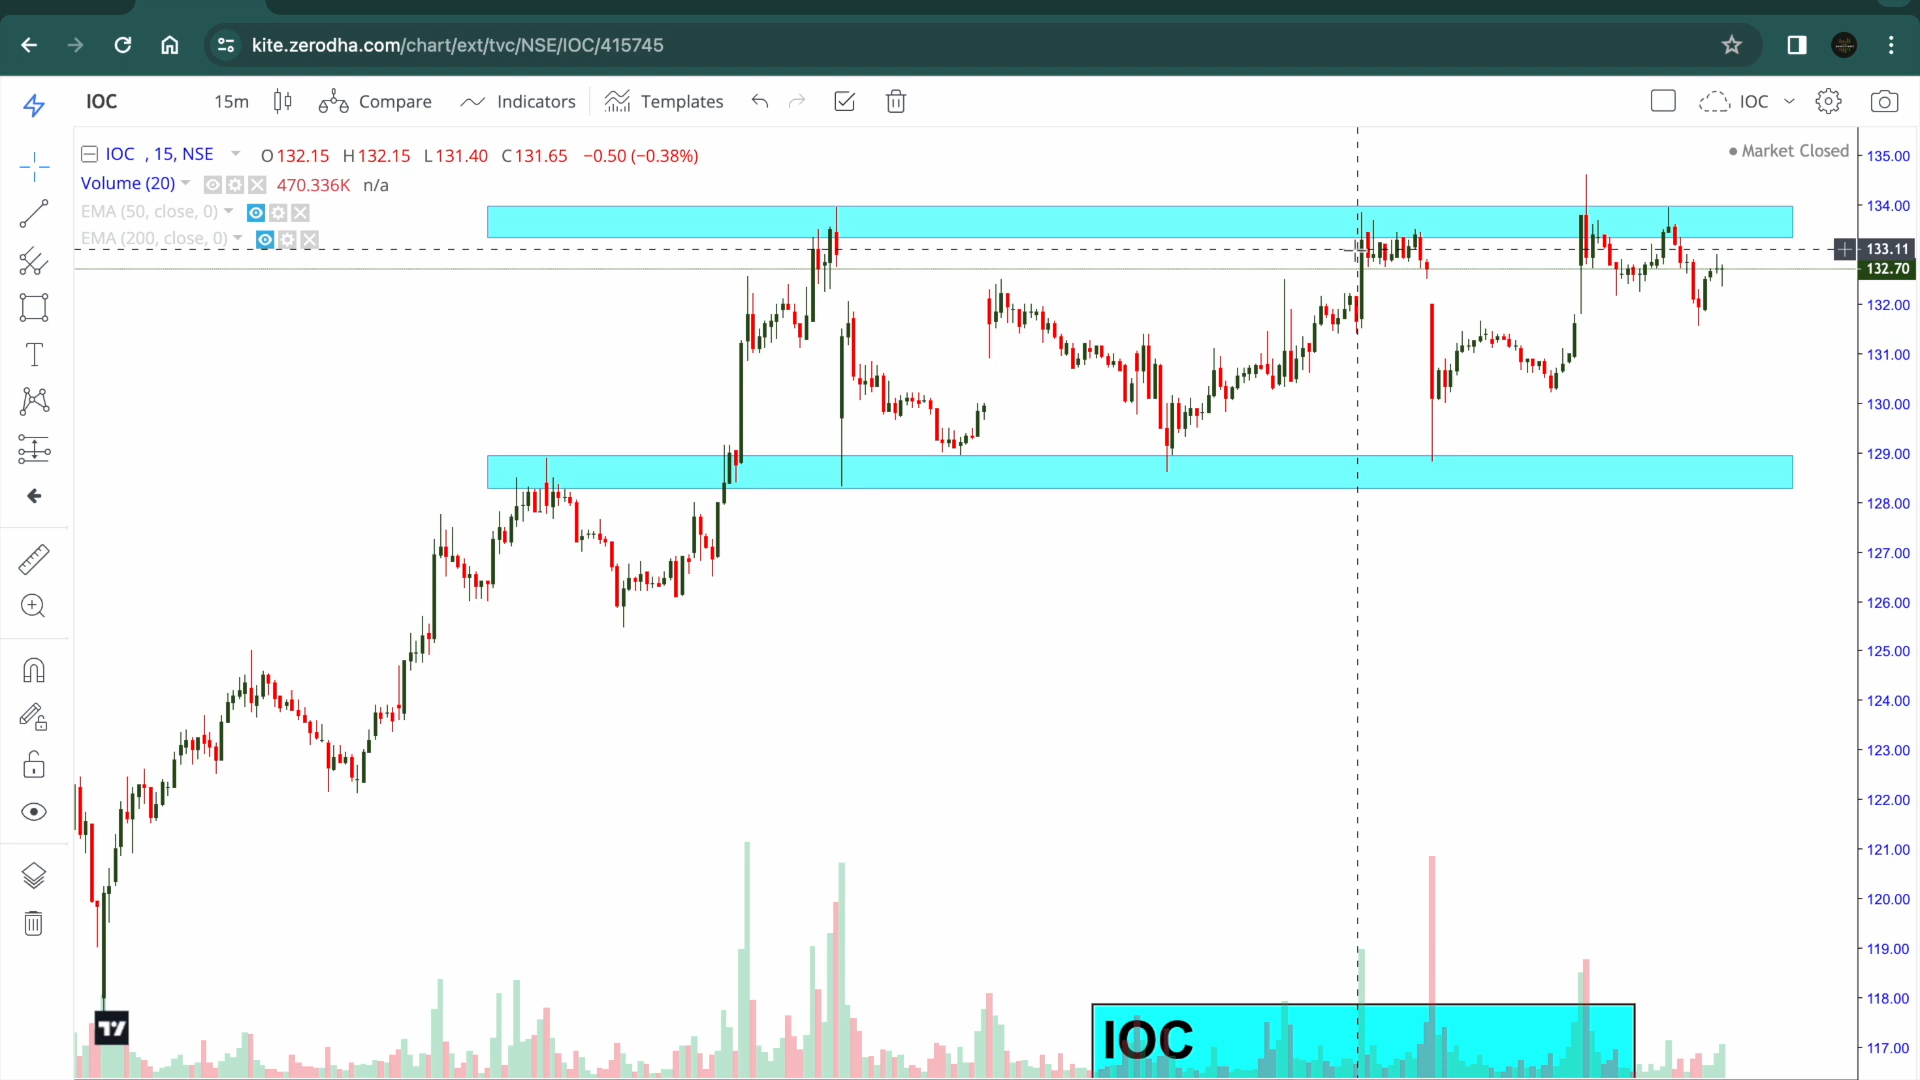 kite.zerodha.com/chart/ext/tvc/NSE/IOC/415745
IOC 15m Compare Indicators Templates IOC
IOC , 15, NSE O132.15 H132.15 L131.40 C131.65 −0.50 (−0.38%)
Market Closed
Volume (20) 470.336K n/a
EMA (50, close, 0)
EMA (200, close, 0)
135.00
134.00
133.11
132.70
132.00
131.00
130.00
129.00
128.00
127.00
126.00
125.00
124.00
123.00
122.00
121.00
120.00
119.00
118.00
117.00
IOC